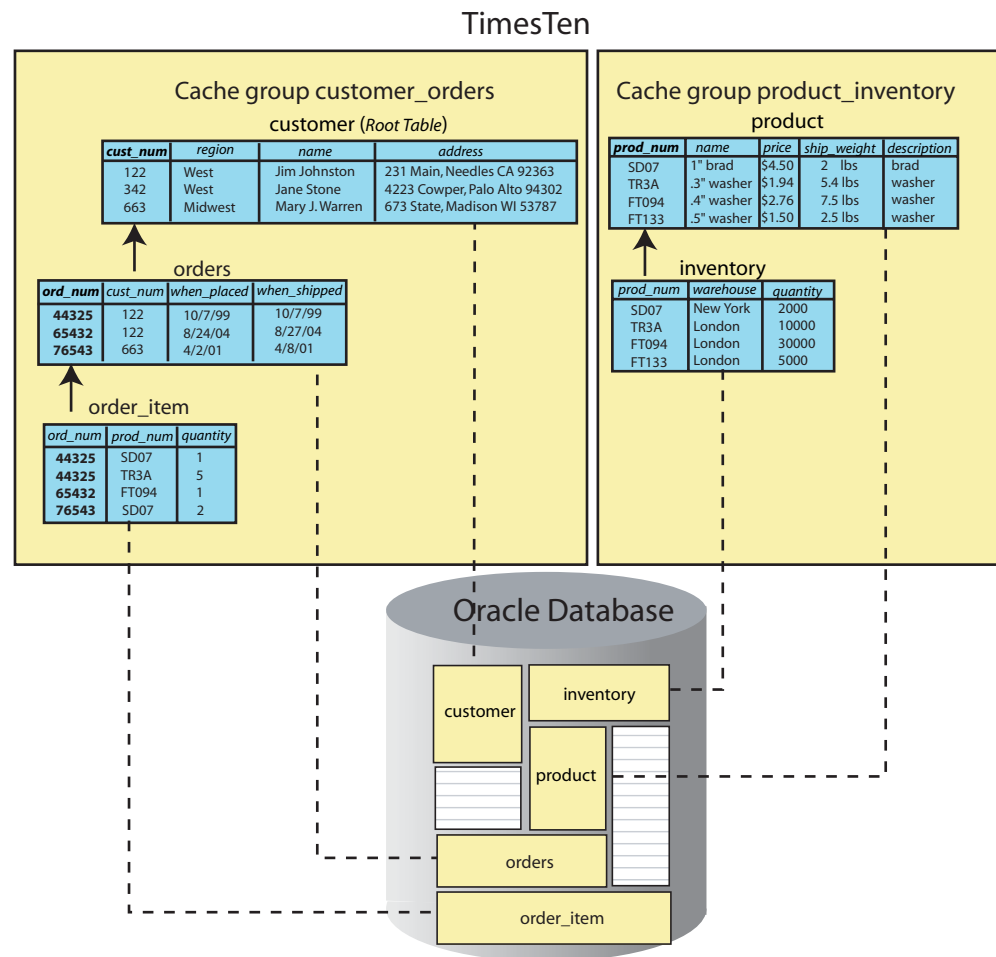 TimesTen
Cache group customer_orders
customer (Root Table)
cust_num region name address
122 West Jim Johnston 231 Main, Needles CA 92363
342 West Jane Stone 4223 Cowper, Palo Alto 94302
663 Midwest Mary J. Warren 673 State, Madison WI 53787
orders
ord_num cust_num when_placed when_shipped
44325 122 10/7/99 10/7/99
65432 122 8/24/04 8/27/04
76543 663 4/2/01 4/8/01
order_item
ord_num prod_num quantity
44325 SD07 1
44325 TR3A 5
65432 FT094 1
76543 SD07 2
Cache group product_inventory
product
prod_num name price ship_weight description
SD07 1" brad $4.50 2 lbs brad
TR3A .3" washer $1.94 5.4 lbs washer
FT094 .4" washer $2.76 7.5 lbs washer
FT133 .5" washer $1.50 2.5 lbs washer
inventory
prod_num warehouse quantity
SD07 New York 2000
TR3A London 10000
FT094 London 30000
FT133 London 5000
Oracle Database
customer
inventory
product
orders
order_item